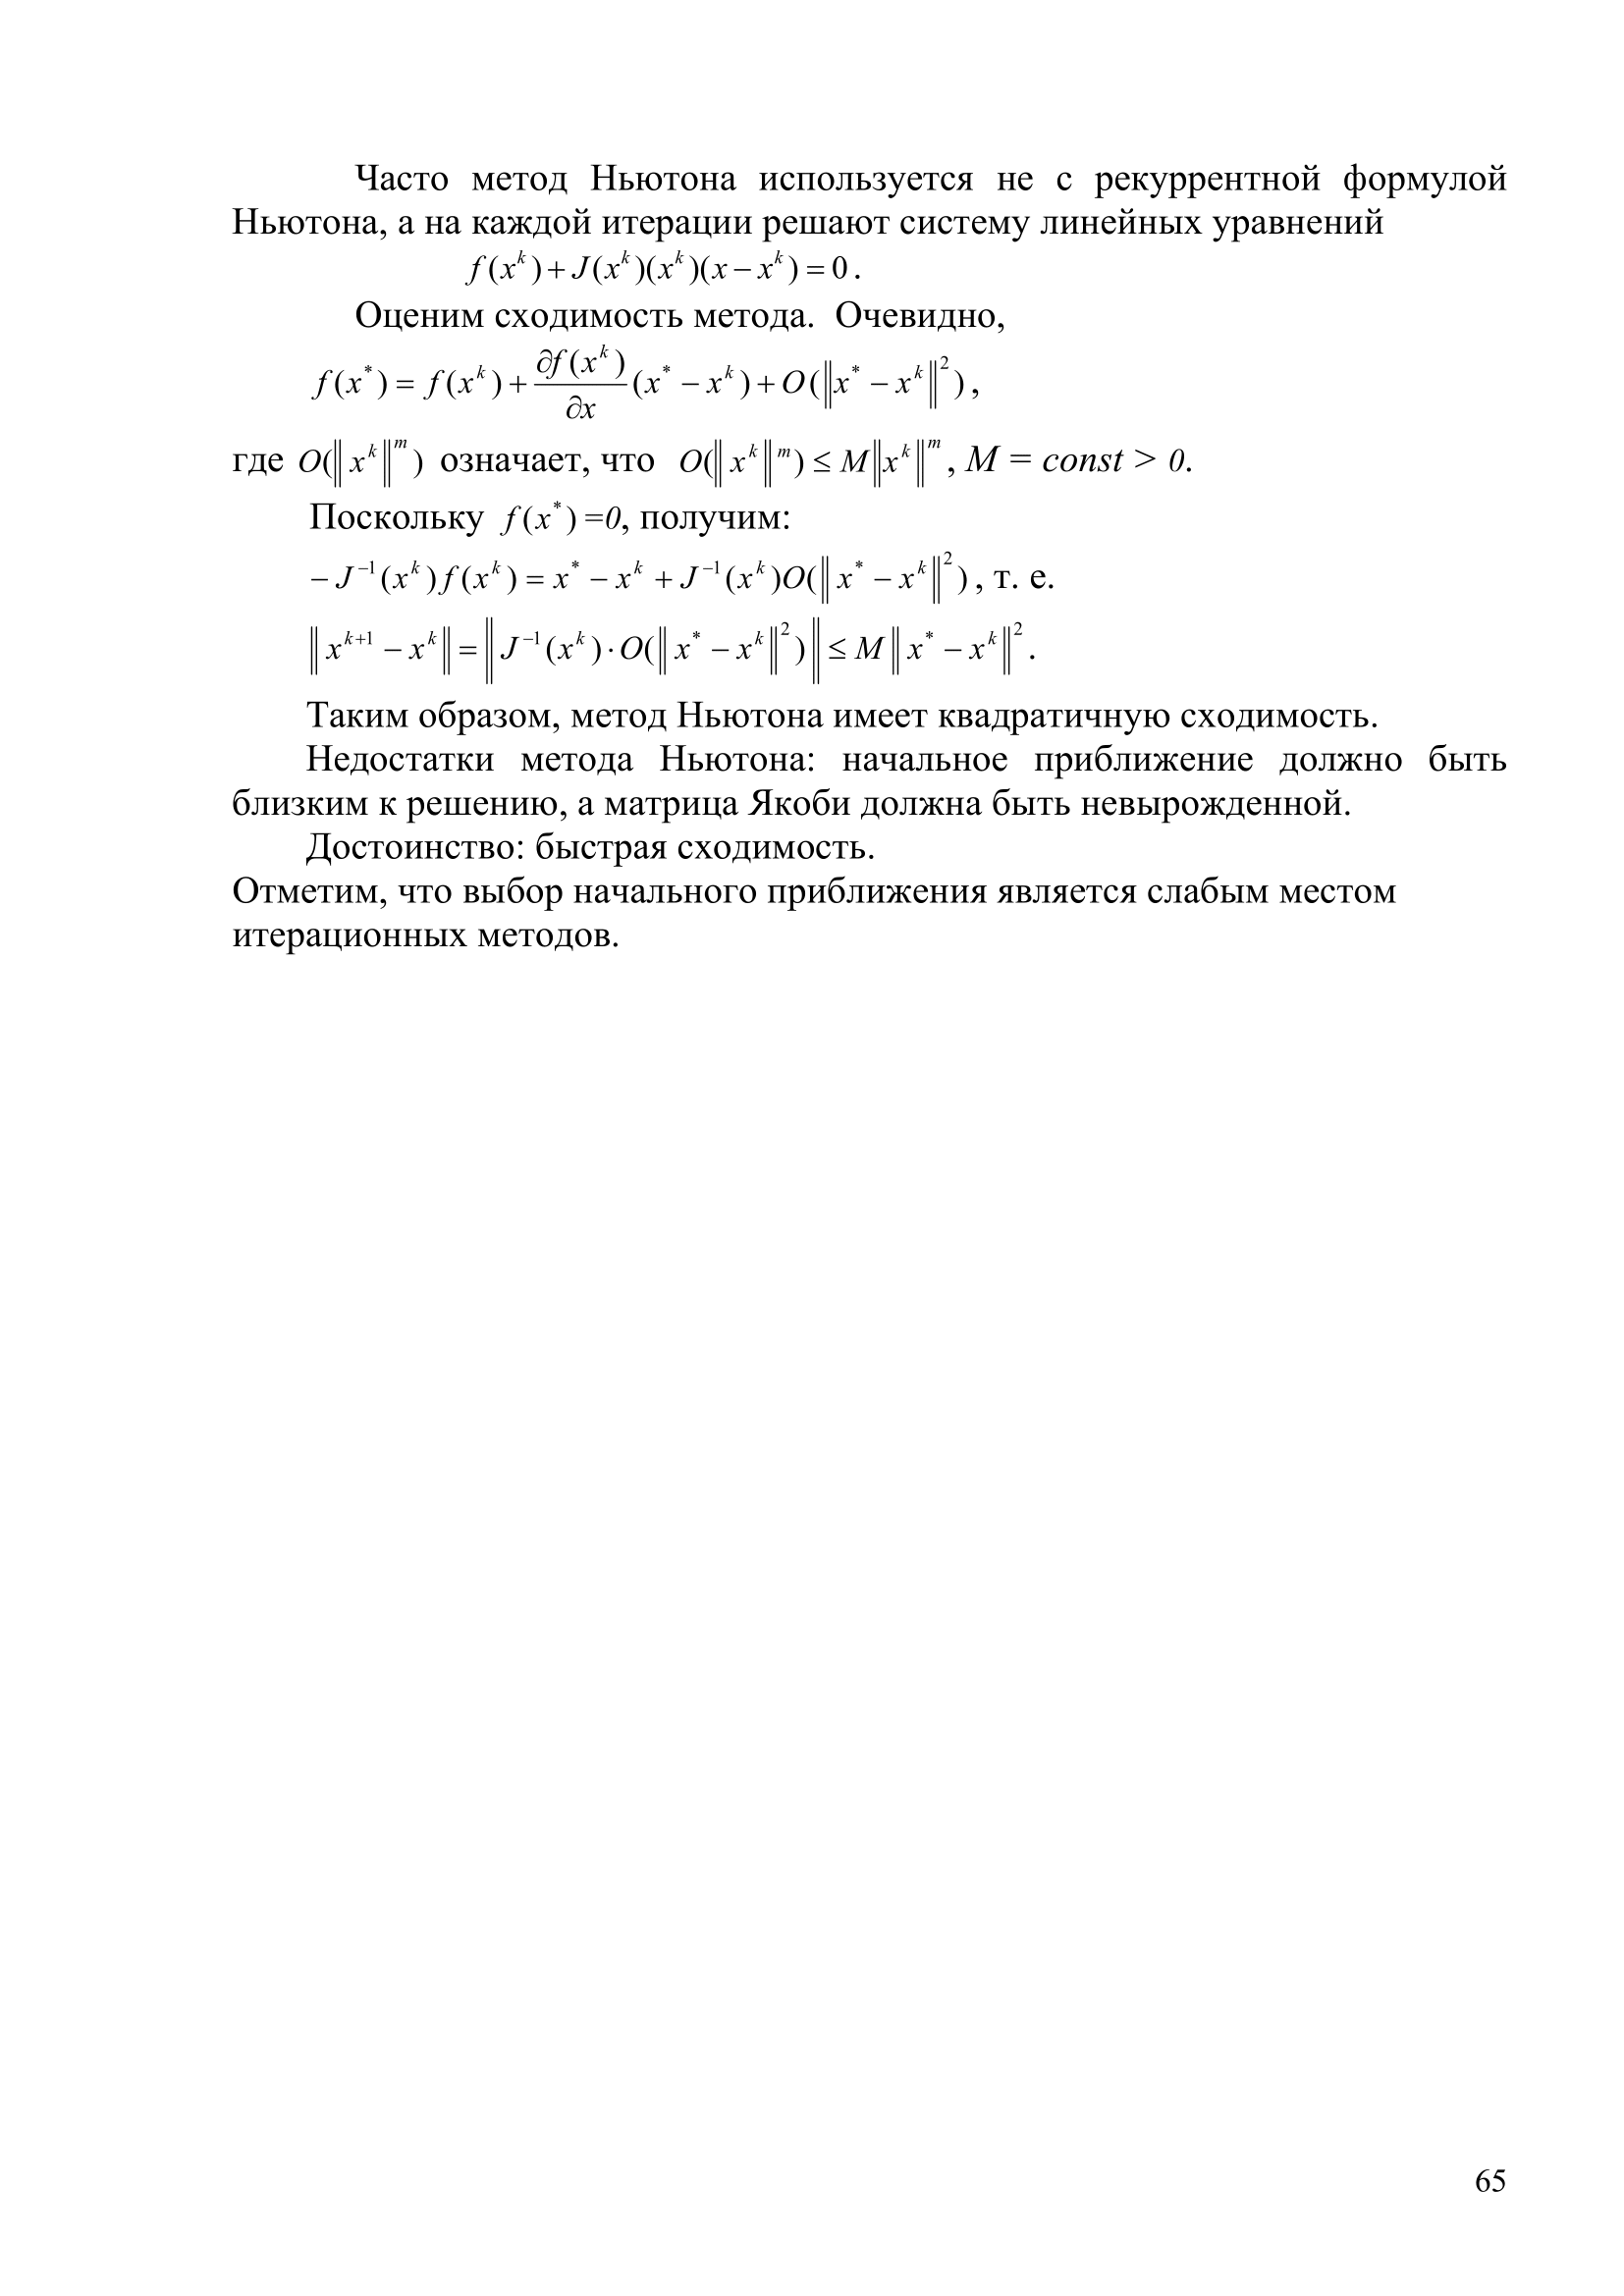 Часто метод Ньютона используется не с рекуррентной формулой
Ньютона, а на каждой итерации решают систему линейных уравнений
$f(x^k)+J(x^k)(x^k)(x-x^k)=0$.
Оценим сходимость метода. Очевидно,
$f(x^*)=f(x^k)+\frac{\partial f(x^k)}{\partial x}(x^*-x^k)+O(\|x^*-x^k\|^2)$,
где $O(\|x^k\|^m)$ означает, что $O(\|x^k\|^m)\le M\|x^k\|^m$, M = const > 0.
Поскольку $f(x^*)$=0, получим:
$-J^{-1}(x^k)f(x^k)=x^*-x^k+J^{-1}(x^k)O(\|x^*-x^k\|^2)$, т. е.
$\|x^{k+1}-x^k\|=\|J^{-1}(x^k)\cdot O(\|x^*-x^k\|^2)\|\le M\|x^*-x^k\|^2$.
Таким образом, метод Ньютона имеет квадратичную сходимость.
Недостатки метода Ньютона: начальное приближение должно быть
близким к решению, а матрица Якоби должна быть невырожденной.
Достоинство: быстрая сходимость.
Отметим, что выбор начального приближения является слабым местом
итерационных методов.
65